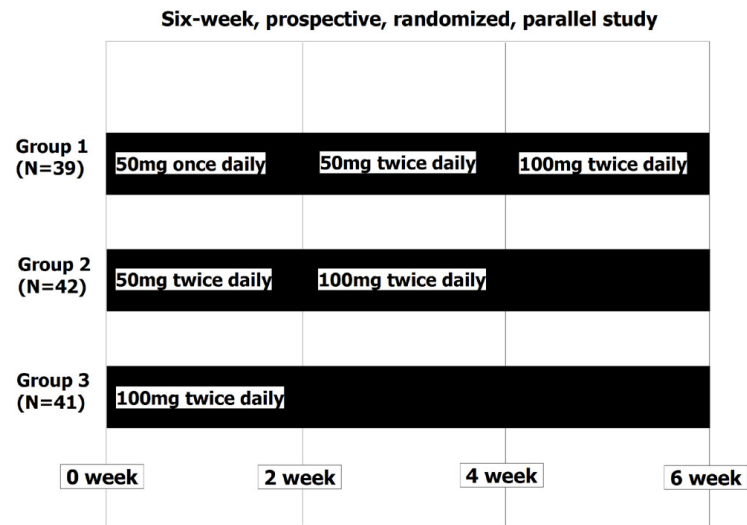 Six-week, prospective, randomized, parallel study
Group 1
(N=39)
50mg once daily
50mg twice daily
100mg twice daily
Group 2
(N=42)
50mg twice daily
100mg twice daily
Group 3
(N=41)
100mg twice daily
0 week
2 week
4 week
6 week